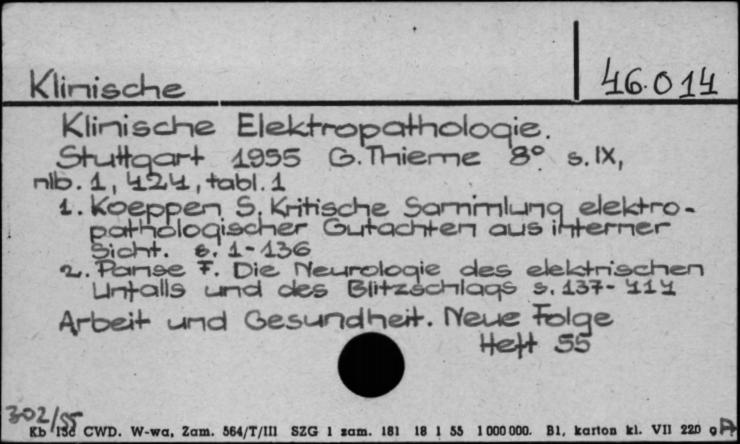 Klinische 46.014
Klinische Elektropathologie.
Stuttgart 1955 G. Thieme 8° s. IX,
nlb. 1, 424, tabl. 1
1. Koeppen S. Kritische Sammlung elektro-
pathologischer Gutachten aus interner
Sicht. s. 1-136
2. Panse F. Die Neurologie des elektrischen
Unfalls und des Blitzschlags s. 137-
Arbeit und Gesundheit. Neue Folge
Heft 55
302/55
Kb 15c CWD. W-wa, Zam. 564/T/III SZG 1 zam. 181 18 1 55 1 000 000. B1, karton kl. VII 220 g A